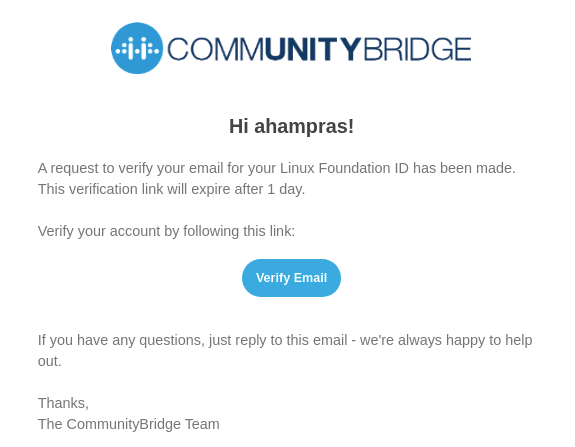 COMMUNITYBRIDGE
Hi ahampras!
A request to verify your email for your Linux Foundation ID has been made.
This verification link will expire after 1 day.
Verify your account by following this link:
Verify Email
If you have any questions, just reply to this email - we're always happy to help
out.
Thanks,
The CommunityBridge Team